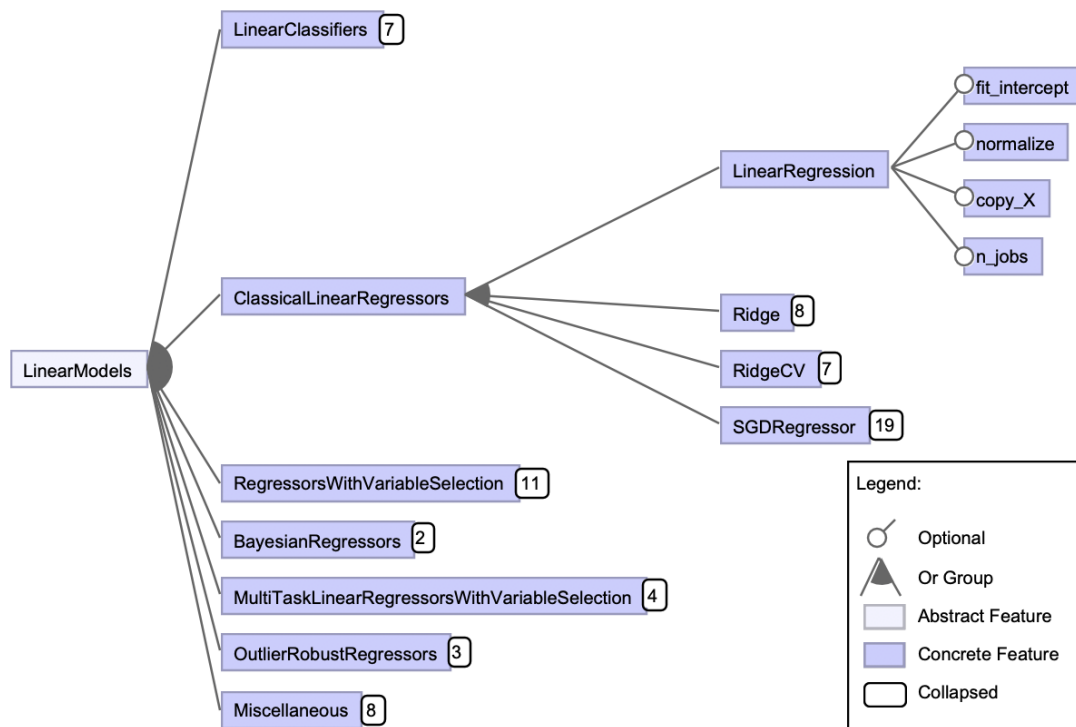 LinearClassifiers 7
fit_intercept
normalize
LinearRegression
copy_X
n_jobs
ClassicalLinearRegressors
Ridge 8
LinearModels
RidgeCV 7
SGDRegressor 19
RegressorsWithVariableSelection 11
BayesianRegressors 2
MultiTaskLinearRegressorsWithVariableSelection 4
OutlierRobustRegressors 3
Miscellaneous 8
Legend:
Optional
Or Group
Abstract Feature
Concrete Feature
Collapsed